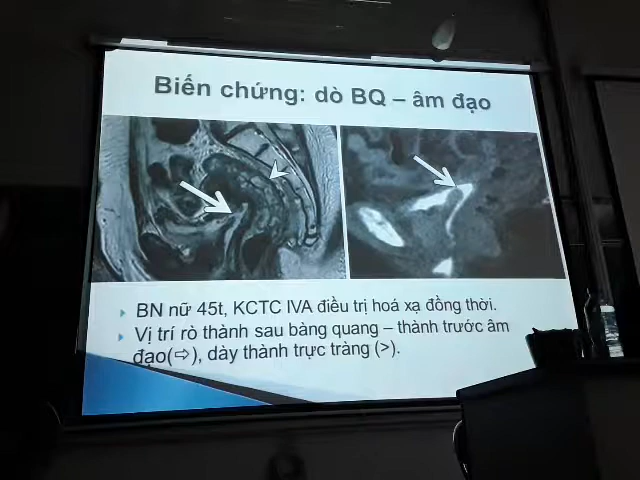 Biến chứng: dò BQ – âm đạo
BN nữ 45t, KCTC IVA điều trị hoá xạ đồng thời.
Vị trí rò thành sau bàng quang – thành trước âm
đạo(⇨), dày thành trực tràng (>).